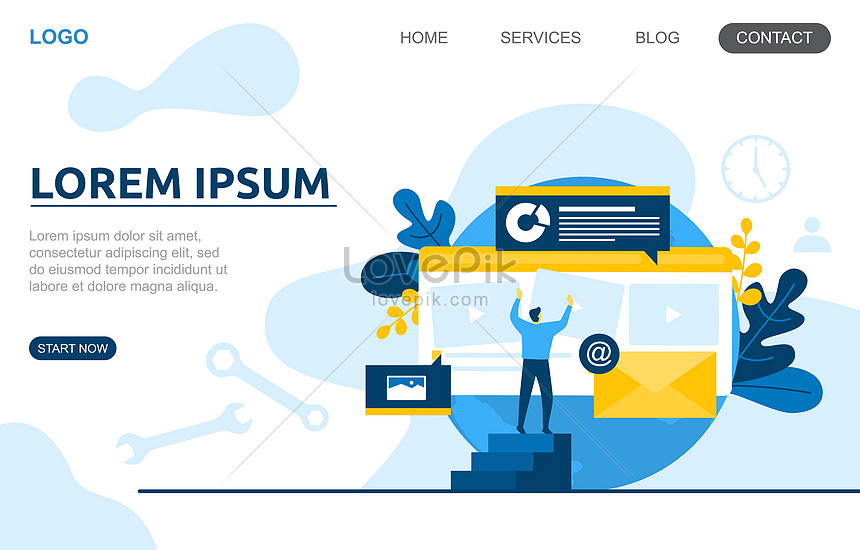 LOGO
HOME
SERVICES
BLOG
CONTACT
LOREM IPSUM
Lorem ipsum dolor sit amet,
consectetur adipiscing elit, sed
do eiusmod tempor incididunt ut
labore et dolore magna aliqua.
START NOW
@
LovePik
lovepik.com